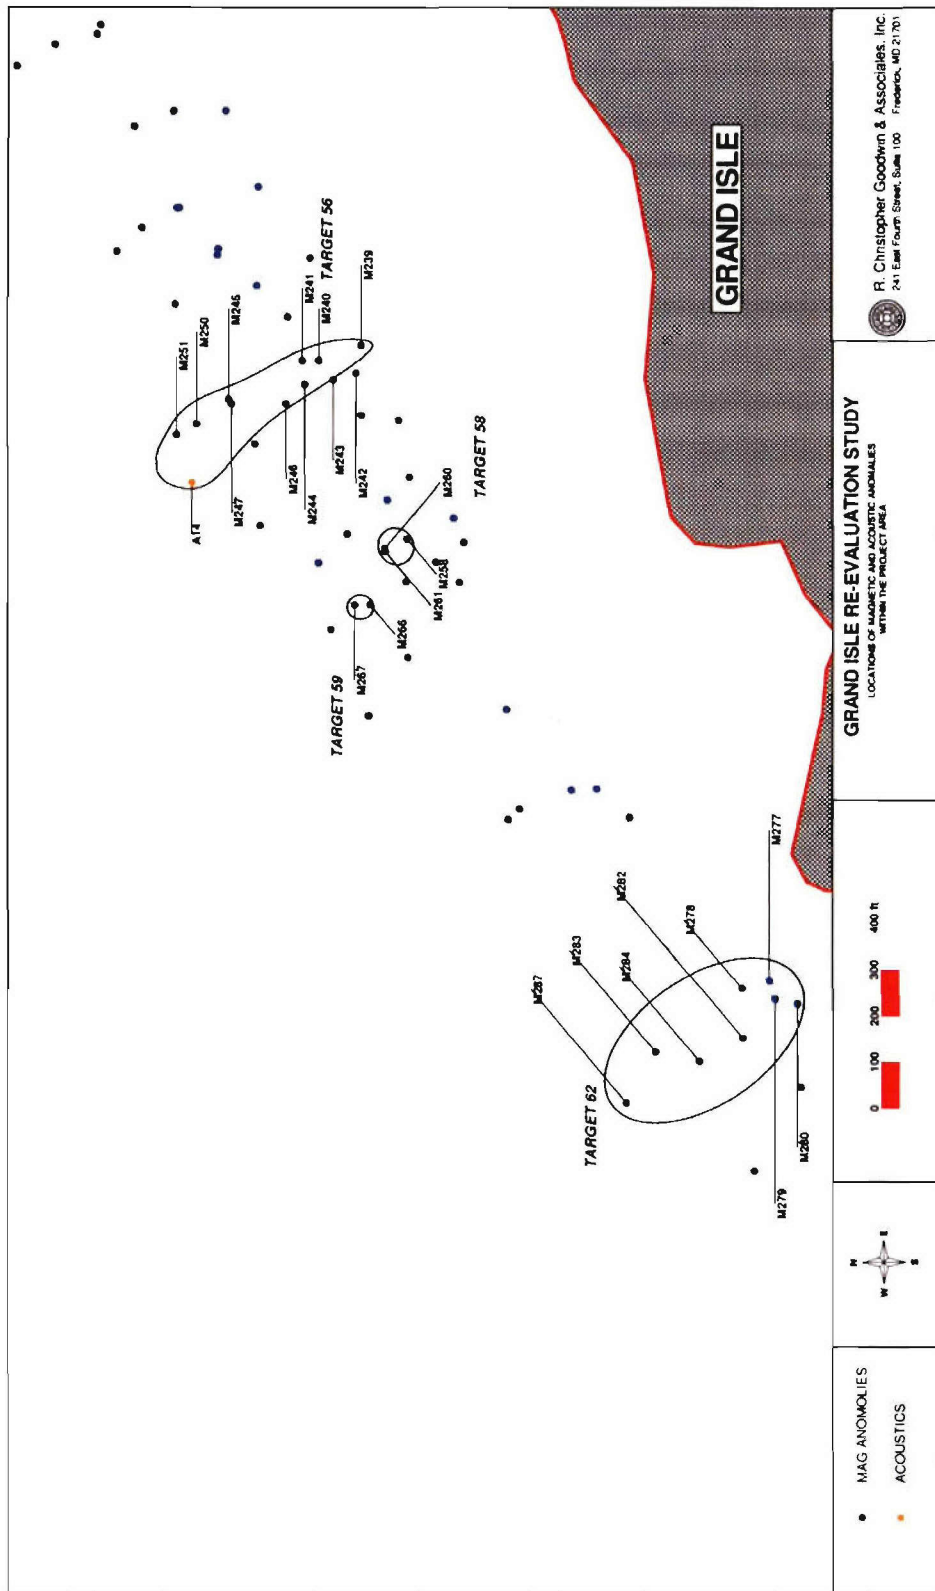 M251
M250
M245
M241
M240
TARGET 56
M239
A14
M247
M246
M244
M243
M242
TARGET 58
M260
M258
M261
M266
M267
TARGET 59
GRAND ISLE
M287
M283
M284
M282
M278
M277
TARGET 62
M279
M280
MAG ANOMOLIES
ACOUSTICS
N
W
E
S
0 100 200 300 400 ft
GRAND ISLE RE-EVALUATION STUDY
LOCATIONS OF MAGNETIC AND ACOUSTIC ANOMALIES
WITHIN THE PROJECT AREA
R. Christopher Goodwin & Associates, Inc.
241 East Fourth Street, Suite 100 Frederick, MD 21701